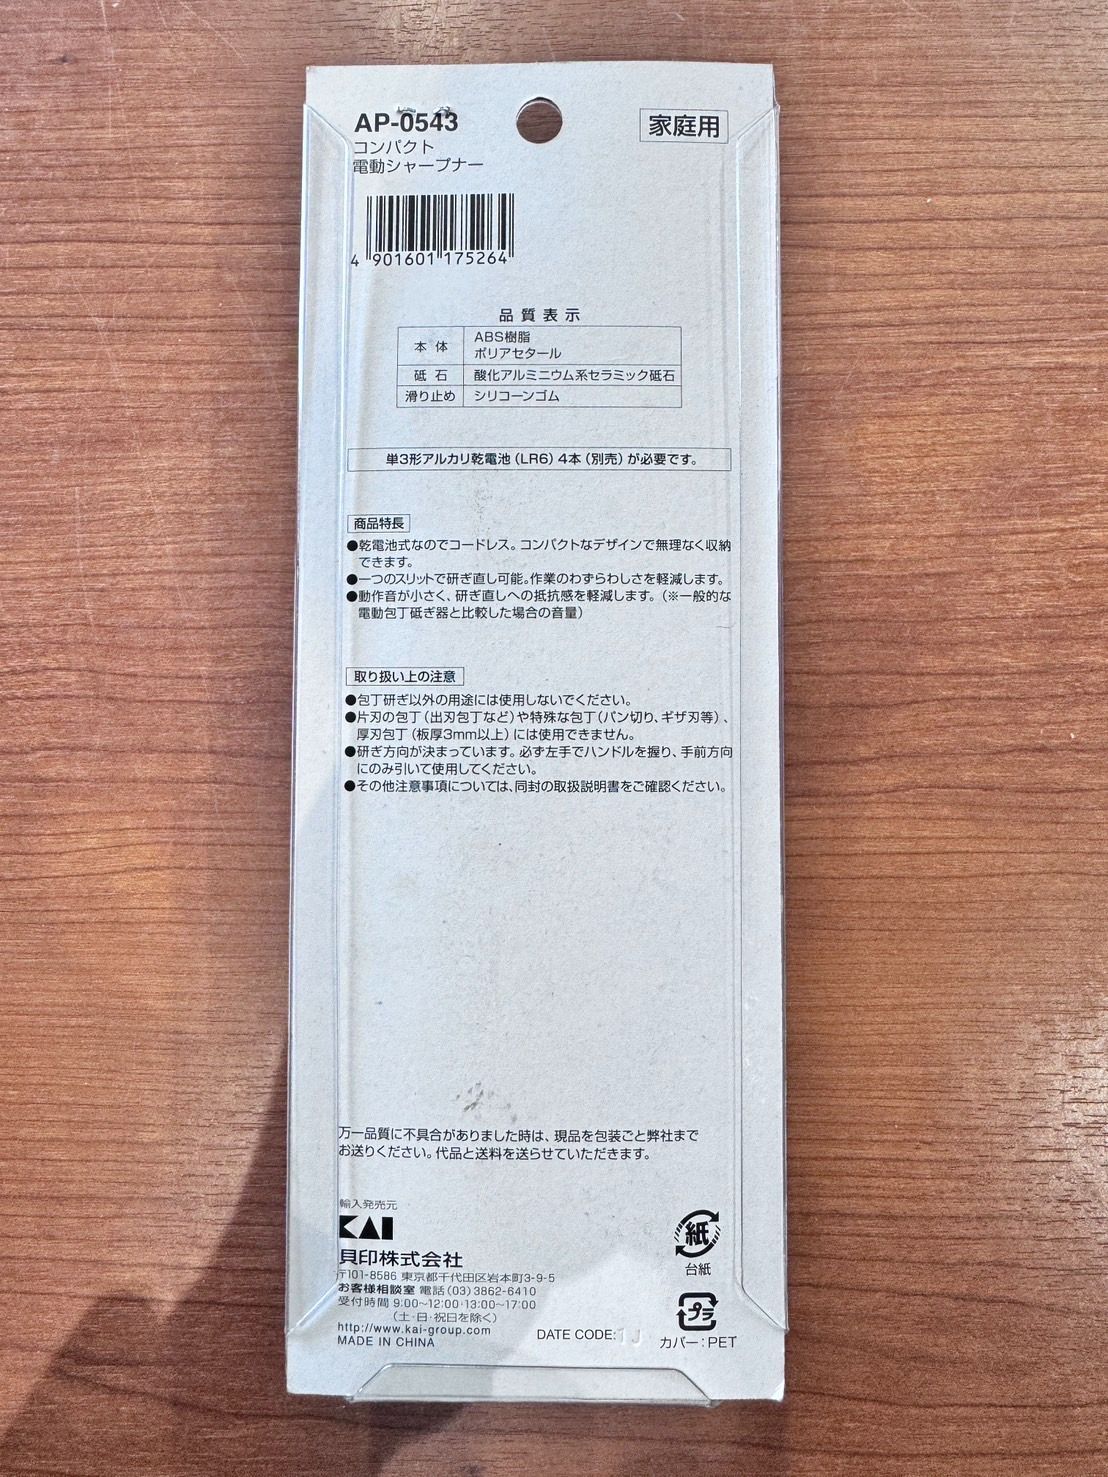 AP-0543
家庭用
コンパクト
電動シャープナー
4 901601 175264
品質表示
本体 ABS樹脂
ポリアセタール
砥石 酸化アルミニウム系セラミック砥石
滑り止め シリコーンゴム
単3形アルカリ乾電池(LR6)4本(別売)が必要です。
商品特長
●乾電池式なのでコードレス。コンパクトなデザインで無理なく収納
できます。
●一つのスリットで研ぎ直し可能。作業のわずらわしさを軽減します。
●動作音が小さく、研ぎ直しへの抵抗感を軽減します。(※一般的な
電動包丁砥ぎ器と比較した場合の音量)
取り扱い上の注意
●包丁研ぎ以外の用途には使用しないでください。
●片刃の包丁(出刃包丁など)や特殊な包丁(パン切り、ギザ刃等)、
厚刃包丁(板厚3mm以上)には使用できません。
●研ぎ方向が決まっています。必ず左手でハンドルを握り、手前方向
にのみ引いて使用してください。
●その他注意事項については、同封の取扱説明書をご確認ください。
万一品質に不具合がありました時は、現品を包装ごと弊社まで
お送りください。代品と送料を送らせていただきます。
輸入発売元
KAI
貝印株式会社
〒101-8586 東京都千代田区岩本町3-9-5
お客様相談室 電話(03)3862-6410
受付時間 9:00~12:00・13:00~17:00
(土・日・祝日を除く)
http://www.kai-group.com
MADE IN CHINA
DATE CODE:1J
紙
台紙
プラ
カバー:PET